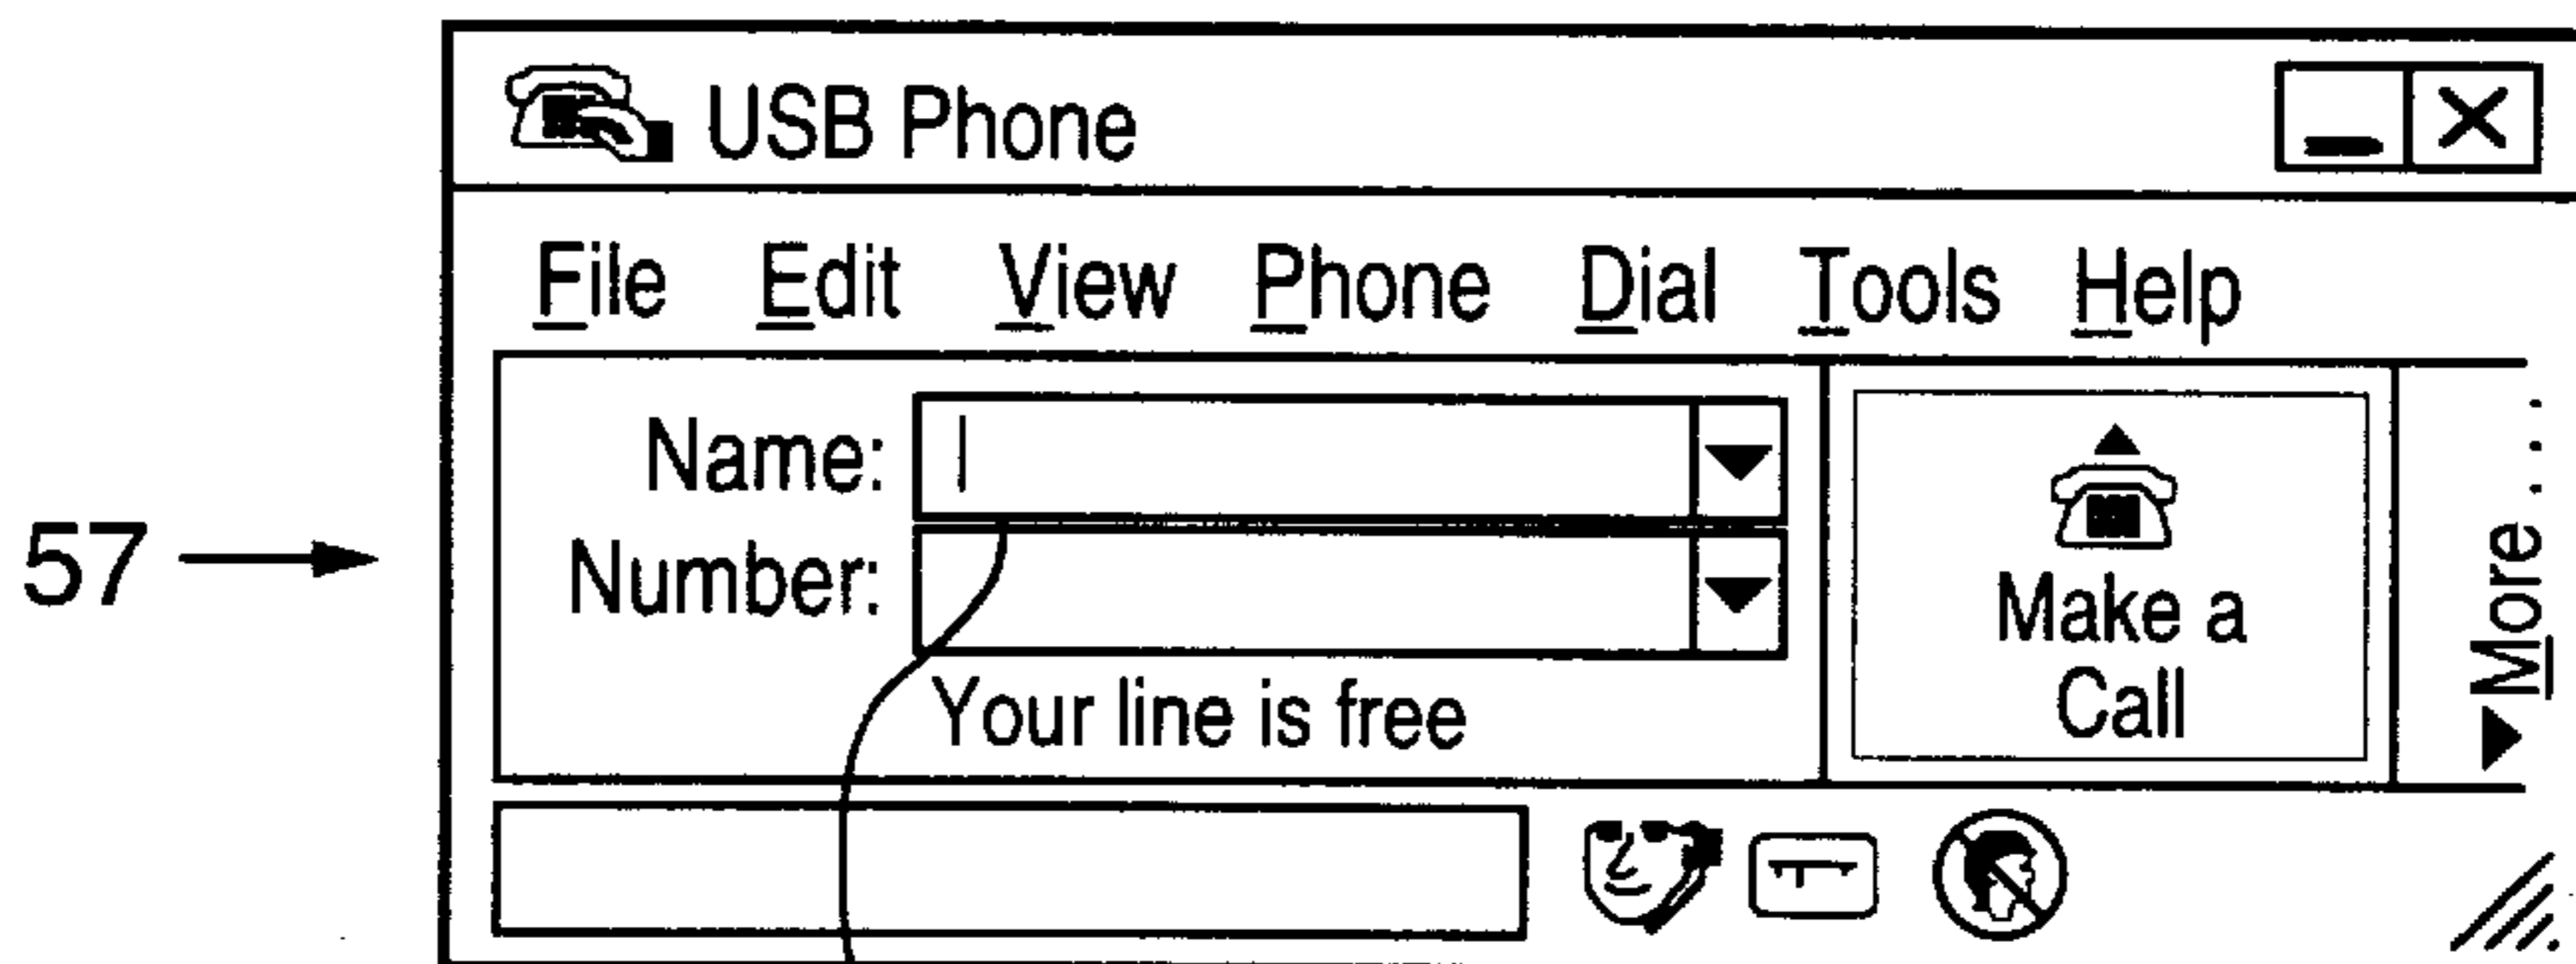 USB Phone
File Edit View Phone Dial Tools Help
Name:
57
Number:
Your line is free
Make a
Call
More ...